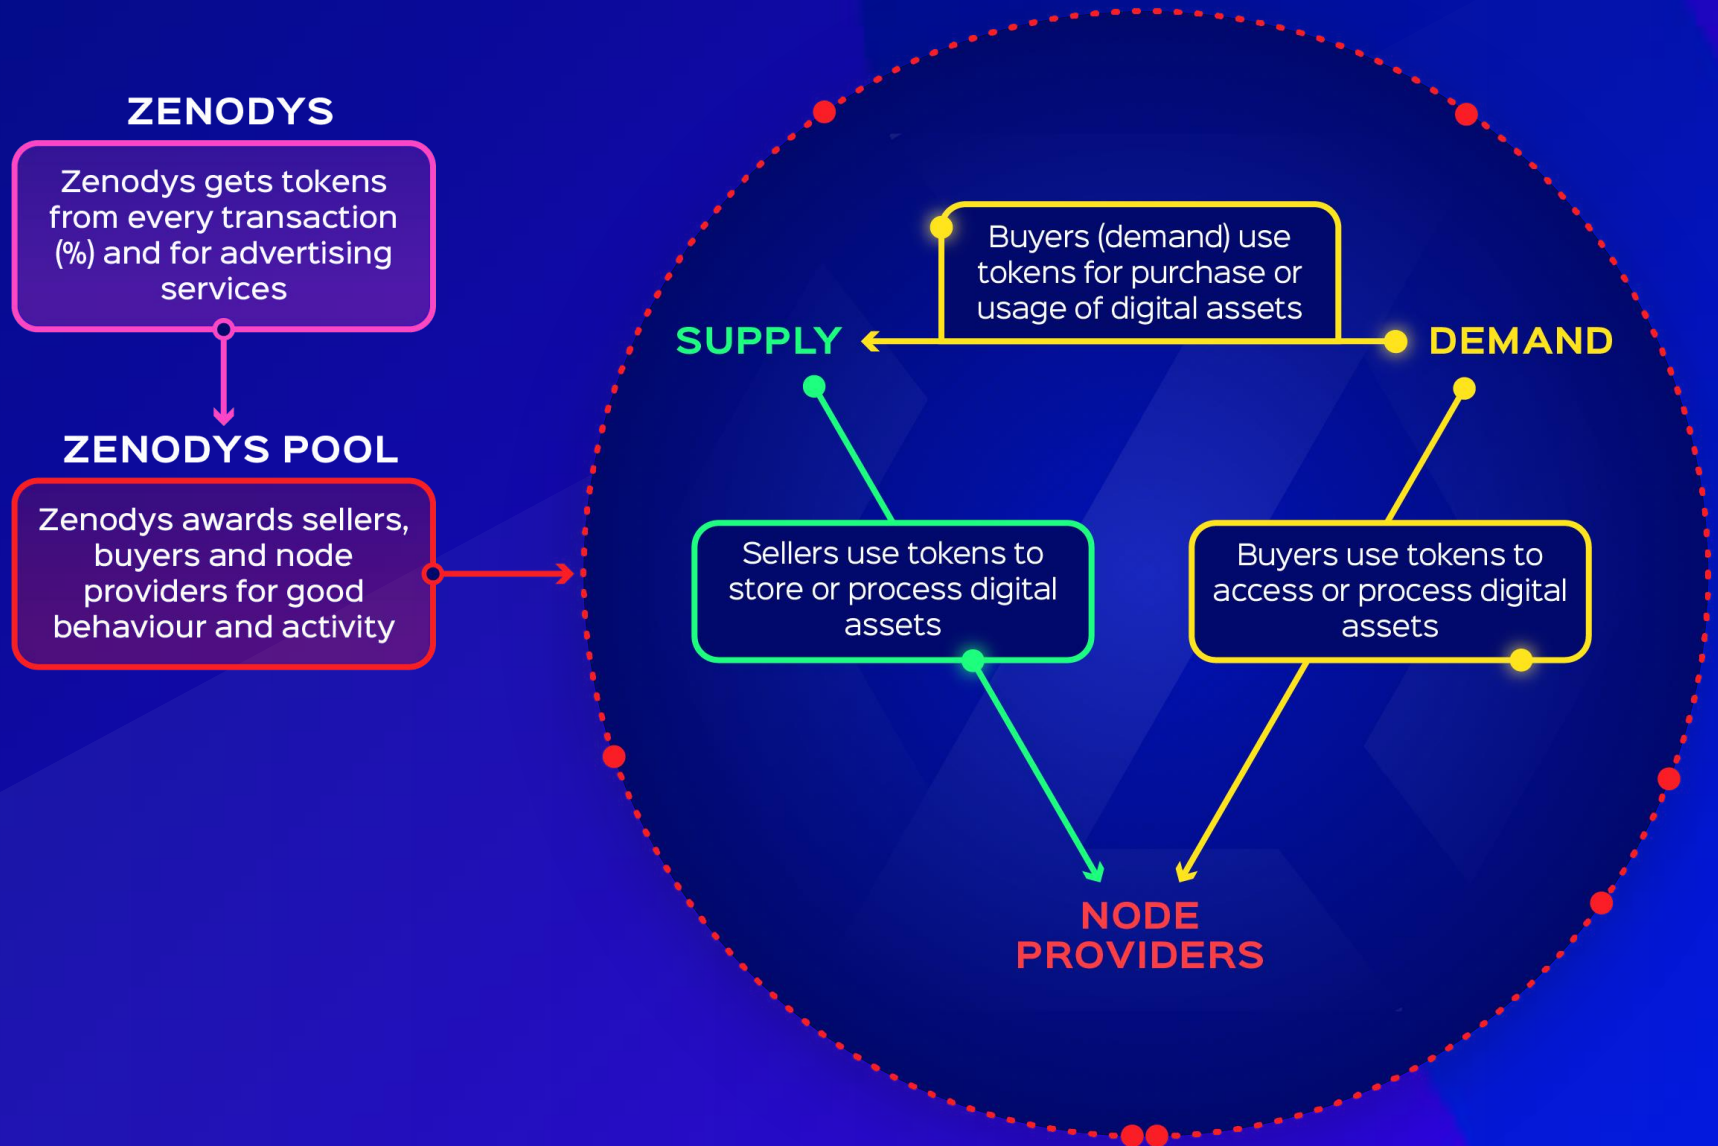 ZENODYS
Zenodys gets tokens
from every transaction
(%) and for advertising
services
ZENODYS POOL
Zenodys awards sellers,
buyers and node
providers for good
behaviour and activity
Buyers (demand) use
tokens for purchase or
usage of digital assets
SUPPLY
DEMAND
Sellers use tokens to
store or process digital
assets
Buyers use tokens to
access or process digital
assets
NODE
PROVIDERS